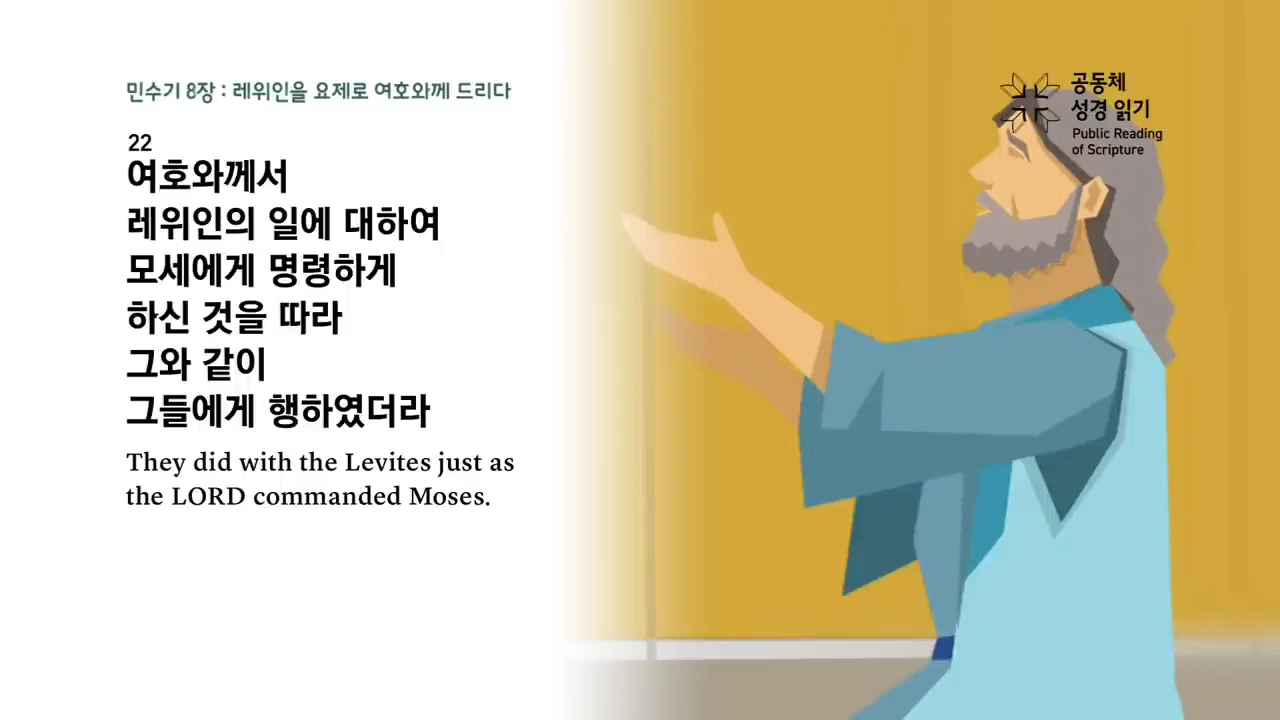 민수기 8장 : 레위인을 요제로 여호와께 드리다
22
여호와께서
레위인의 일에 대하여
모세에게 명령하게
하신 것을 따라
그와 같이
그들에게 행하였더라
They did with the Levites just as
the LORD commanded Moses.
공동체
성경 읽기
Public Reading
of Scripture